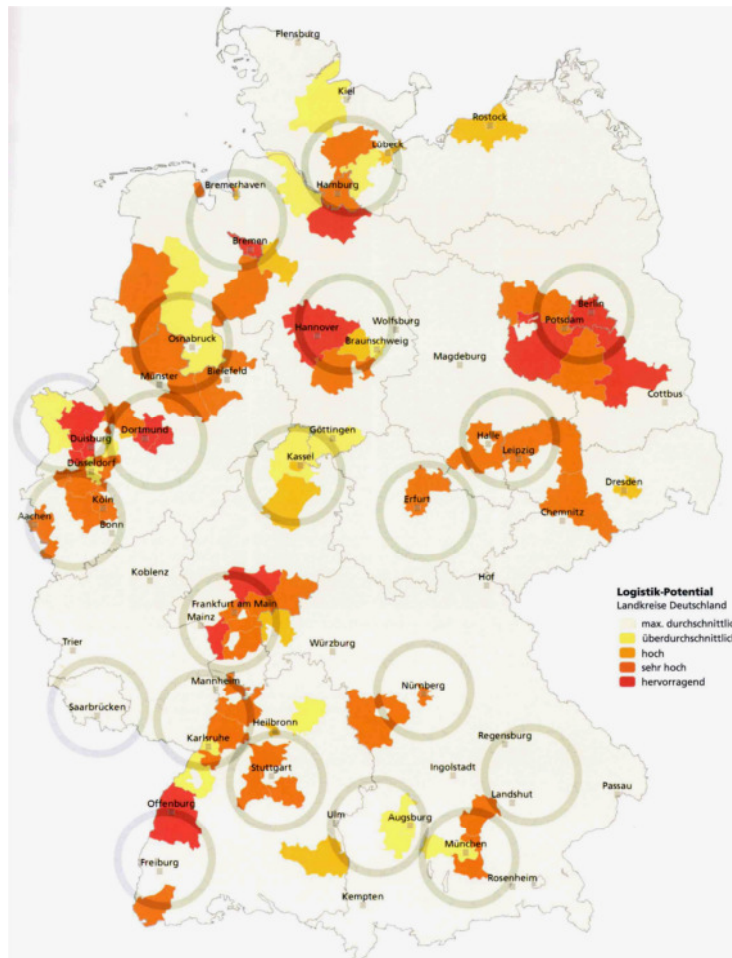 Flensburg
Kiel
Rostock
Lübeck
Bremerhaven
Hamburg
Bremen
Berlin
Wolfsburg
Potsdam
Hannover
Osnabruck
Braunschweig
Magdeburg
Münster
Bielefeld
Cottbus
Dortmund
Göttingen
Duisburg
Halle
Leipzig
Kassel
Düsseldorf
Dresden
Köln
Erfurt
Aachen
Chemnitz
Bonn
Koblenz
Hof
Logistik-Potential
Landkreise Deutschland
max. durchschnittlic
überdurchschnittlich
hoch
sehr hoch
hervorragend
Frankfurt am Main
Mainz
Trier
Würzburg
Mannheim
Nürnberg
Saarbrücken
Heilbronn
Karlsruhe
Regensburg
Stuttgart
Ingolstadt
Passau
Offenburg
Landshut
Ulm
Augsburg
München
Freiburg
Rosenheim
Kempten